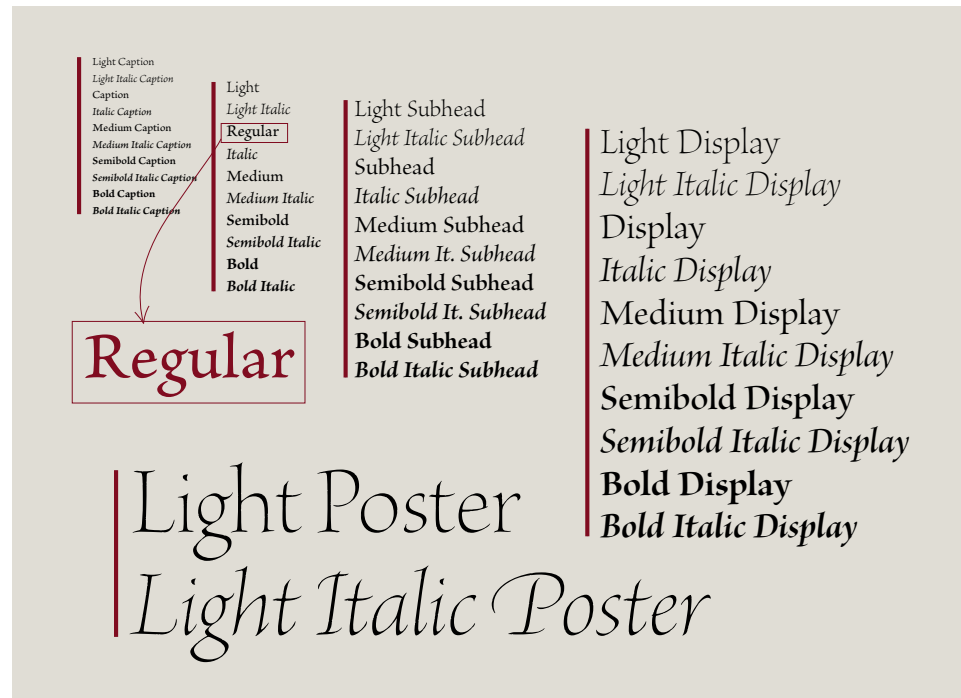 Light Caption
Light Italic Caption
Caption
Italic Caption
Medium Caption
Medium Italic Caption
Semibold Caption
Semibold Italic Caption
Bold Caption
Bold Italic Caption
Light
Light Italic
Regular
Italic
Medium
Medium Italic
Semibold
Semibold Italic
Bold
Bold Italic
Regular
Light Subhead
Light Italic Subhead
Subhead
Italic Subhead
Medium Subhead
Medium It. Subhead
Semibold Subhead
Semibold It. Subhead
Bold Subhead
Bold Italic Subhead
Light Display
Light Italic Display
Display
Italic Display
Medium Display
Medium Italic Display
Semibold Display
Semibold Italic Display
Bold Display
Bold Italic Display
Light Poster
Light Italic Poster